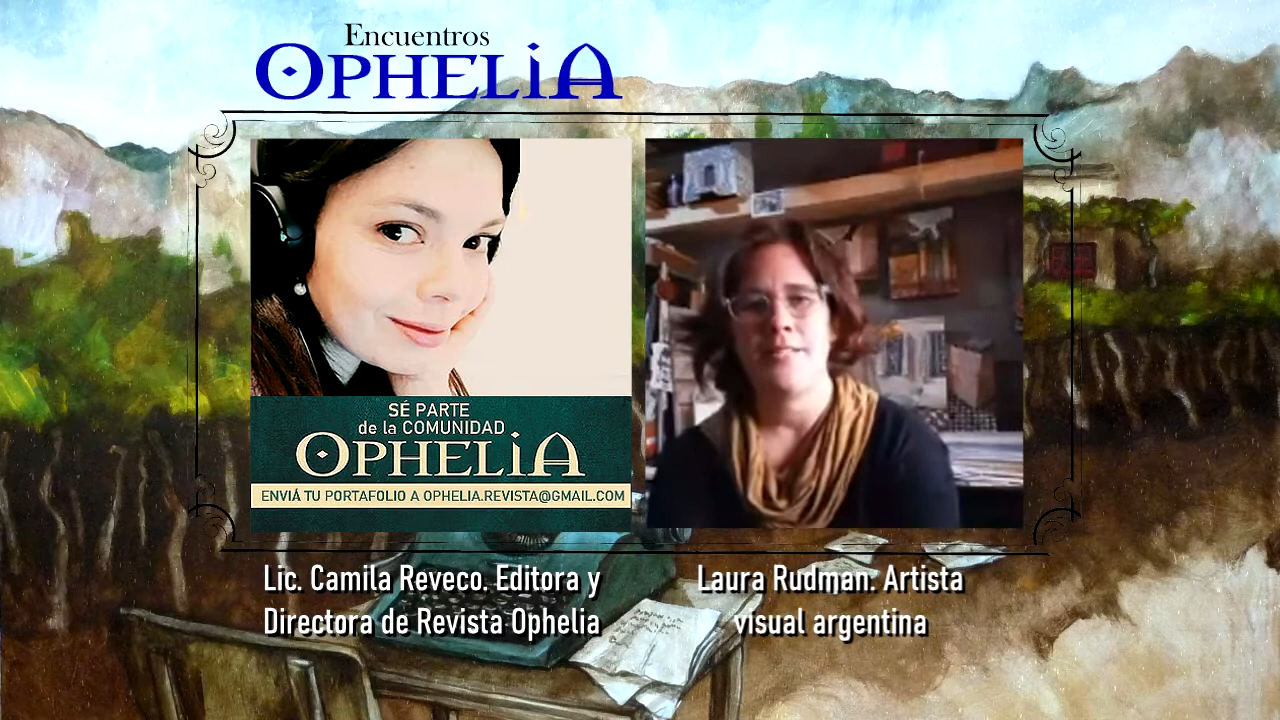 Encuentros
OPHELiA
SÉ PARTE
de la COMUNIDAD
OPHELiA
ENVIÁ TU PORTAFOLIO A OPHELIA.REVISTA@GMAIL.COM
Lic. Camila Reveco. Editora y
Directora de Revista Ophelia
Laura Rudman. Artista
visual argentina